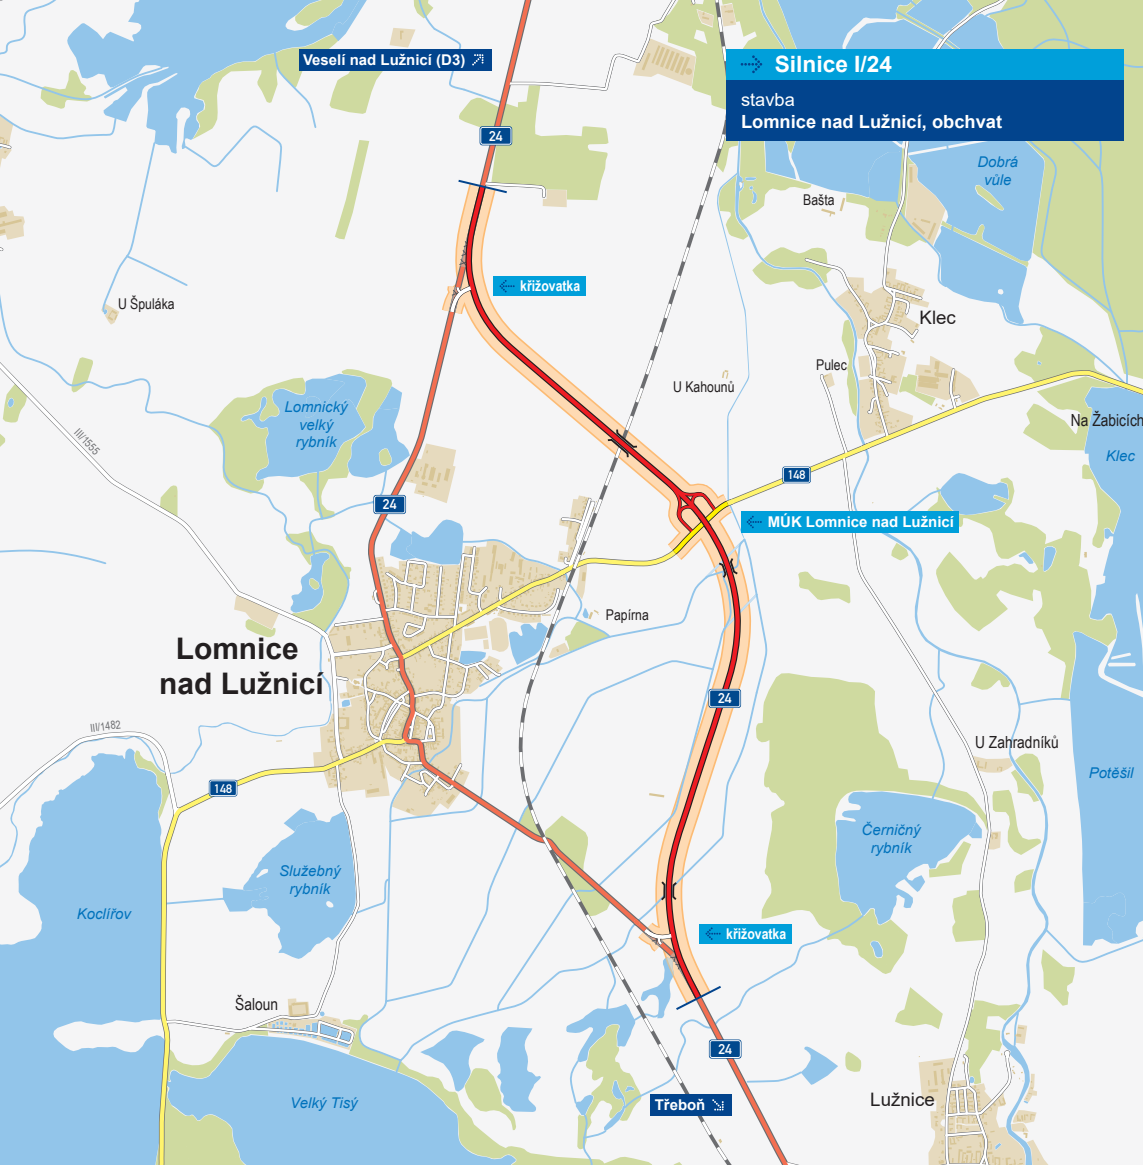 Veselí nad Lužnicí (D3)
Silnice I/24
stavba
Lomnice nad Lužnicí, obchvat
24
Dobrá
vůle
Bašta
křižovatka
U Špuláka
Klec
Pulec
U Kahounů
Lomnický
velký
rybník
III/1555
Na Žabicích
Klec
148
24
MÚK Lomnice nad Lužnicí
Papírna
Lomnice
nad Lužnicí
24
III/1482
U Zahradníků
Potěšil
148
Černičný
rybník
Služebný
rybník
Koclířov
křižovatka
Šaloun
24
Velký Tisý
Třeboň
Lužnice